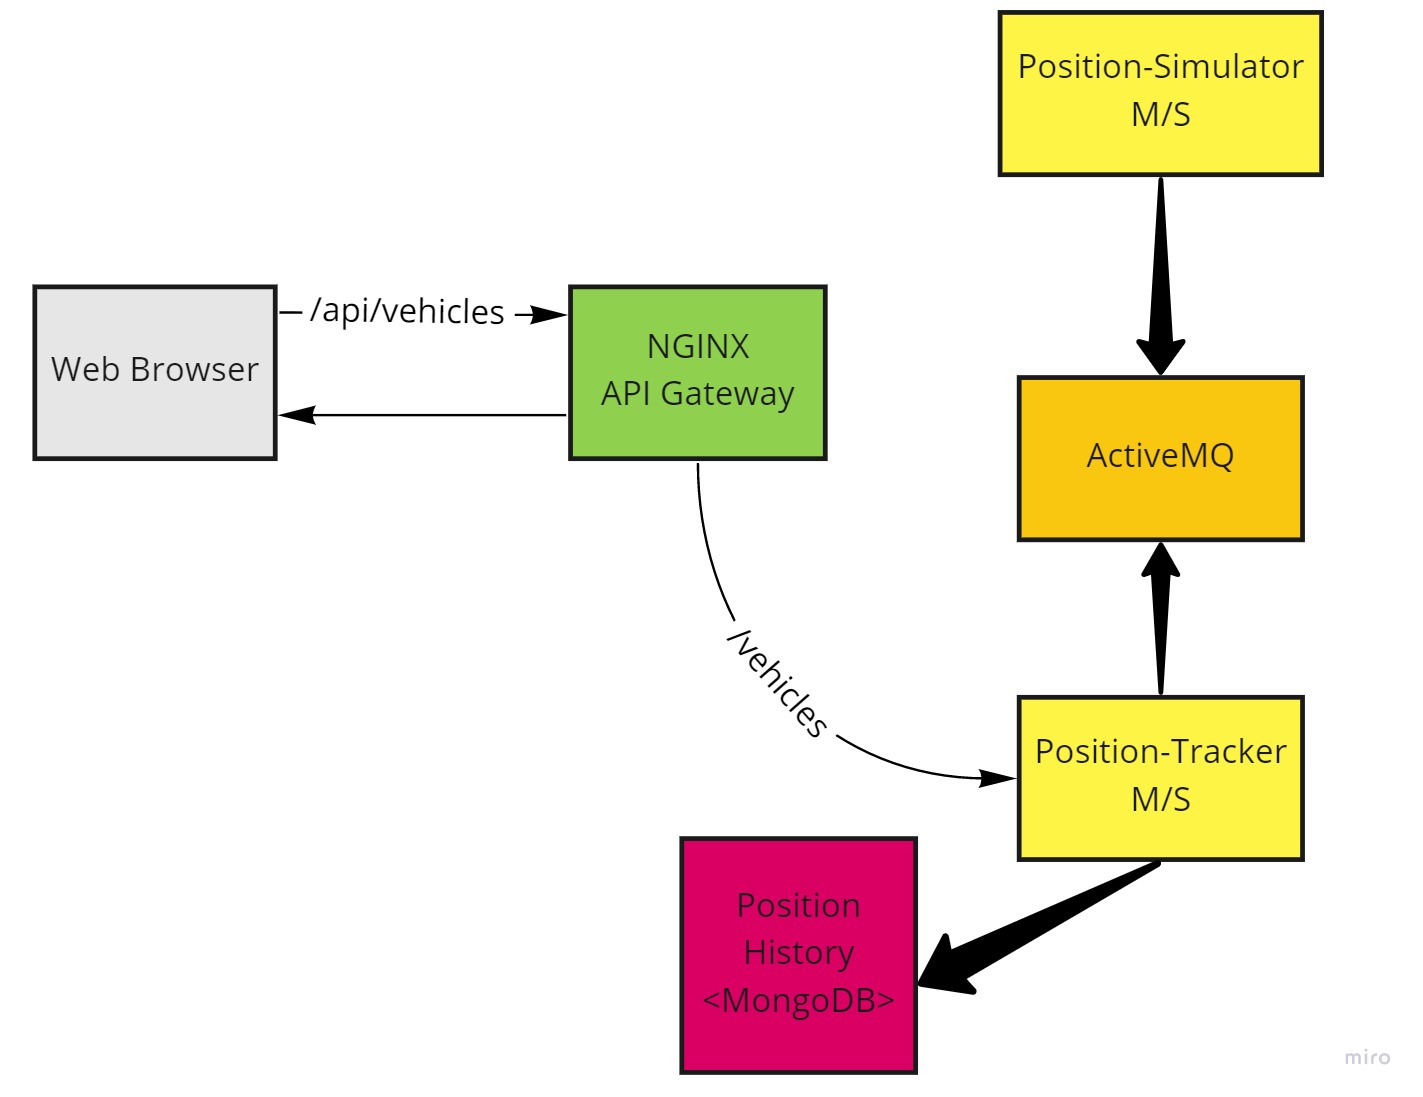 Position-Simulator
M/S
/api/vehicles
Web Browser
NGINX
API Gateway
ActiveMQ
/vehicles
Position-Tracker
M/S
Position
History
<MongoDB>
miro